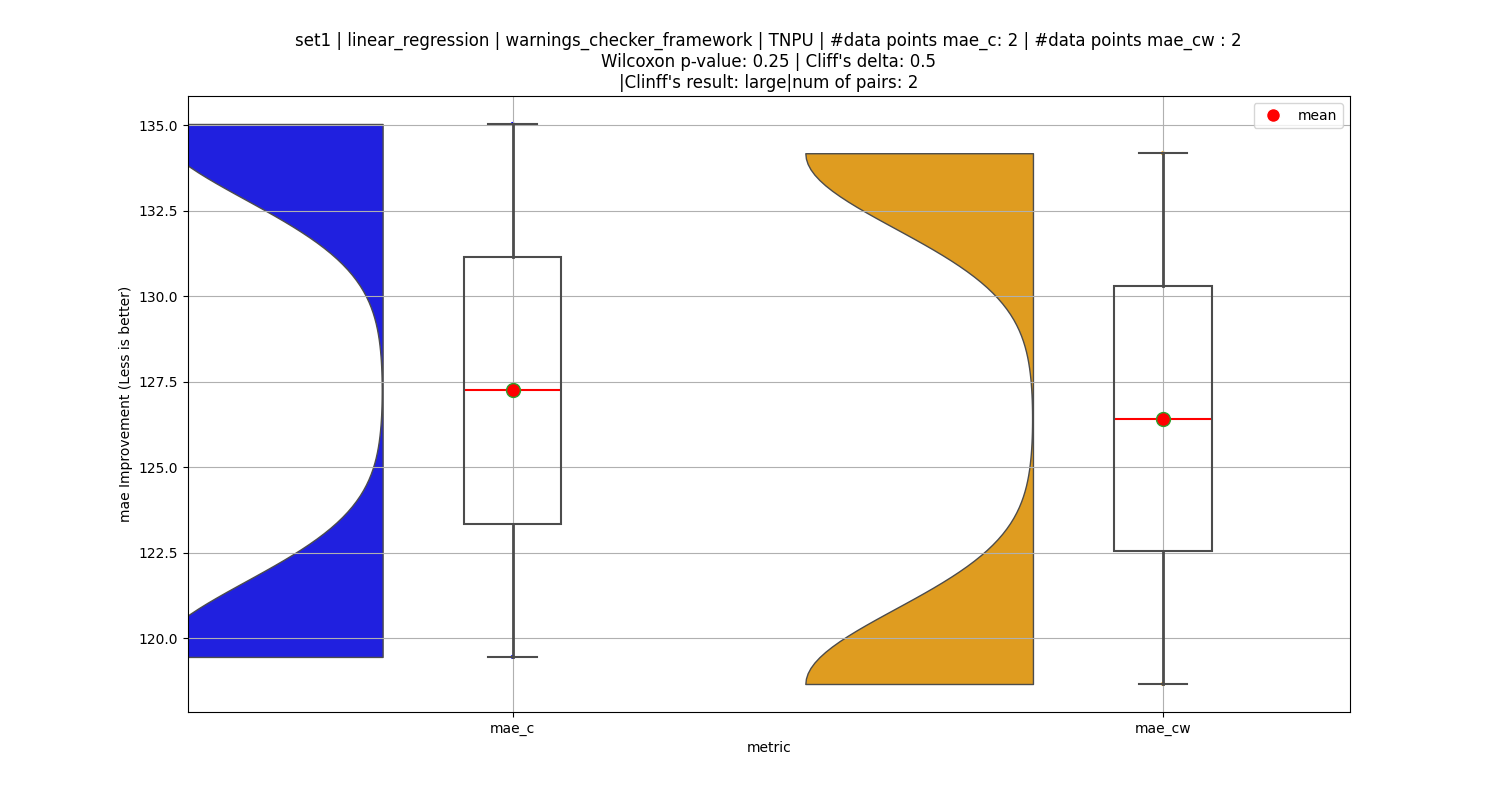 set1 | linear_regression | warnings_checker_framework | TNPU | #data points mae_c: 2 | #data points mae_cw : 2
Wilcoxon p-value: 0.25 | Cliff's delta: 0.5
|Clinff's result: large|num of pairs: 2
mean
135.0
132.5
130.0
127.5
125.0
122.5
120.0
mae Improvement (Less is better)
mae_c
mae_cw
metric